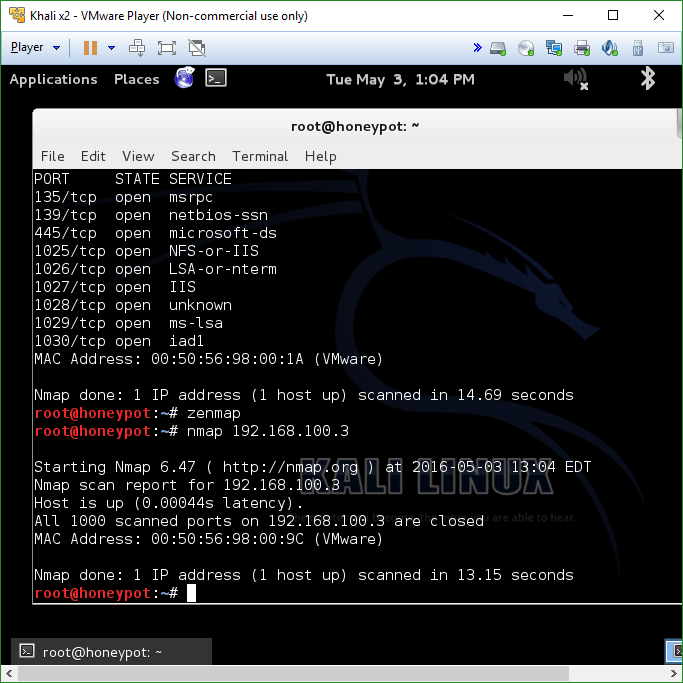 Khali x2 - VMware Player (Non-commercial use only)
Player
Applications Places Tue May 3, 1:04 PM
root@honeypot: ~
File Edit View Search Terminal Help
PORT STATE SERVICE
135/tcp open msrpc
139/tcp open netbios-ssn
445/tcp open microsoft-ds
1025/tcp open NFS-or-IIS
1026/tcp open LSA-or-nterm
1027/tcp open IIS
1028/tcp open unknown
1029/tcp open ms-lsa
1030/tcp open iad1
MAC Address: 00:50:56:98:00:1A (VMware)
Nmap done: 1 IP address (1 host up) scanned in 14.69 seconds
root@honeypot:~# zenmap
root@honeypot:~# nmap 192.168.100.3
Starting Nmap 6.47 ( http://nmap.org ) at 2016-05-03 13:04 EDT
KALI LINUX
Nmap scan report for 192.168.100.3
Host is up (0.00044s latency).
All 1000 scanned ports on 192.168.100.3 are closed
you are able to hear.
MAC Address: 00:50:56:98:00:9C (VMware)
Nmap done: 1 IP address (1 host up) scanned in 13.15 seconds
root@honeypot:~#
root@honeypot: ~